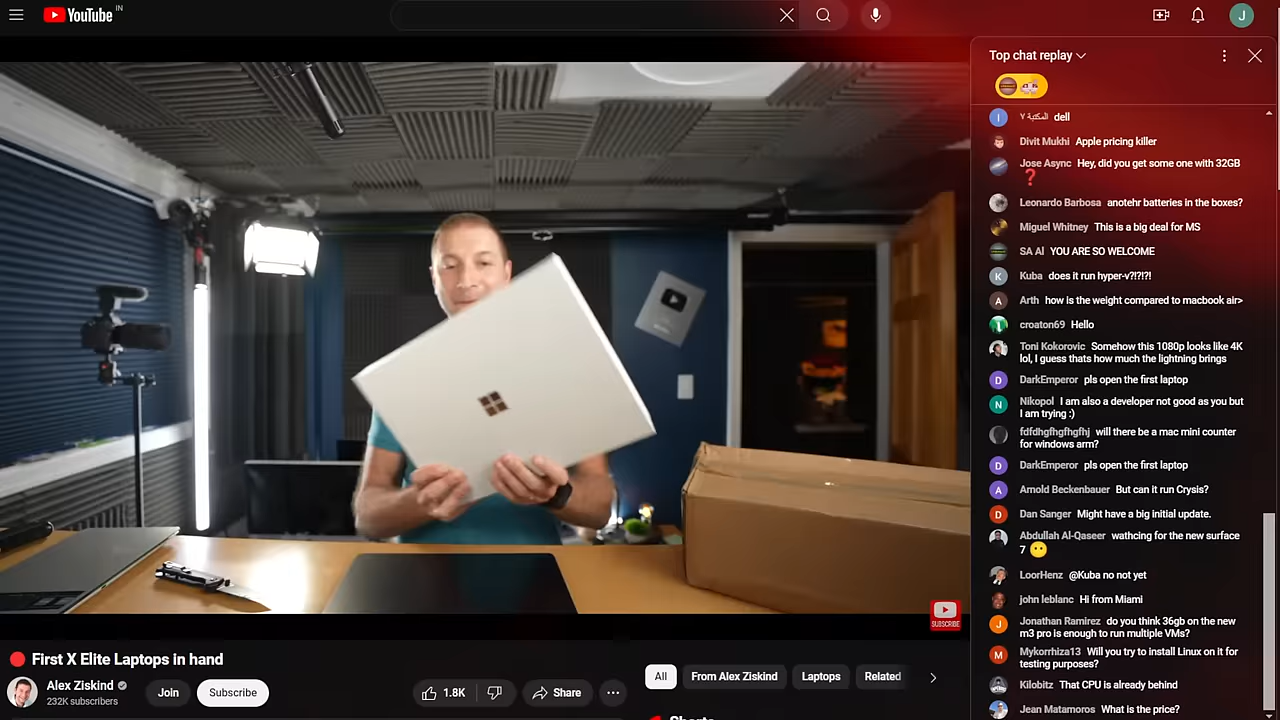 YouTube IN
J
Top chat replay
I المكتبة ٧ dell
Divit Mukhi Apple pricing killer
Jose Async Hey, did you get some one with 32GB
❓
Leonardo Barbosa anotehr batteries in the boxes?
Miguel Whitney This is a big deal for MS
SA Al YOU ARE SO WELCOME
K Kuba does it run hyper-v?!?!?!
A Arth how is the weight compared to macbook air>
croaton69 Hello
Toni Kokorovic Somehow this 1080p looks like 4K
lol, I guess thats how much the lightning brings
D DarkEmperor pls open the first laptop
N Nikopol I am also a developer not good as you but
I am trying :)
fdfdhgfhgfhgfhj will there be a mac mini counter
for windows arm?
D DarkEmperor pls open the first laptop
A Arnold Beckenbauer But can it run Crysis?
D Dan Sanger Might have a big initial update.
Abdullah Al-Qaseer wathcing for the new surface
7 😶
LoorHenz @Kuba no not yet
john leblanc Hi from Miami
J Jonathan Ramirez do you think 36gb on the new
m3 pro is enough to run multiple VMs?
M Mykorrhiza13 Will you try to install Linux on it for
testing purposes?
Kilobitz That CPU is already behind
Jean Matamoros What is the price?
SUBSCRIBE
🔴 First X Elite Laptops in hand
Alex Ziskind
232K subscribers
Join
Subscribe
1.8K
Share
All
From Alex Ziskind
Laptops
Related
Shorts